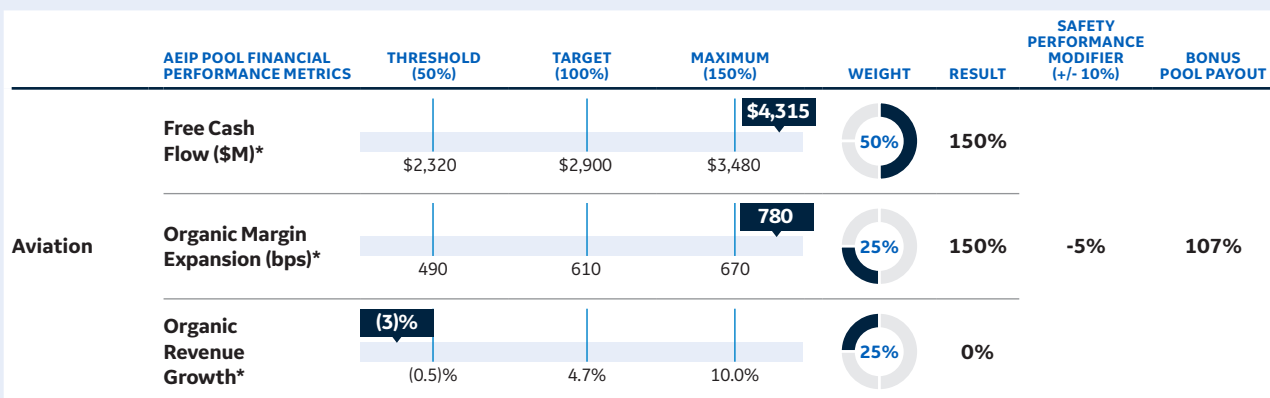 AEIP POOL FINANCIAL
PERFORMANCE METRICS
THRESHOLD
(50%)
TARGET
(100%)
MAXIMUM
(150%)
WEIGHT
RESULT
SAFETY
PERFORMANCE
MODIFIER
(+/- 10%)
BONUS
POOL PAYOUT
Aviation
Free Cash
Flow ($M)*
$4,315
$2,320
$2,900
$3,480
50%
150%
Organic Margin
Expansion (bps)*
780
490
610
670
25%
150%
-5%
107%
Organic
Revenue
Growth*
(3)%
(0.5)%
4.7%
10.0%
25%
0%